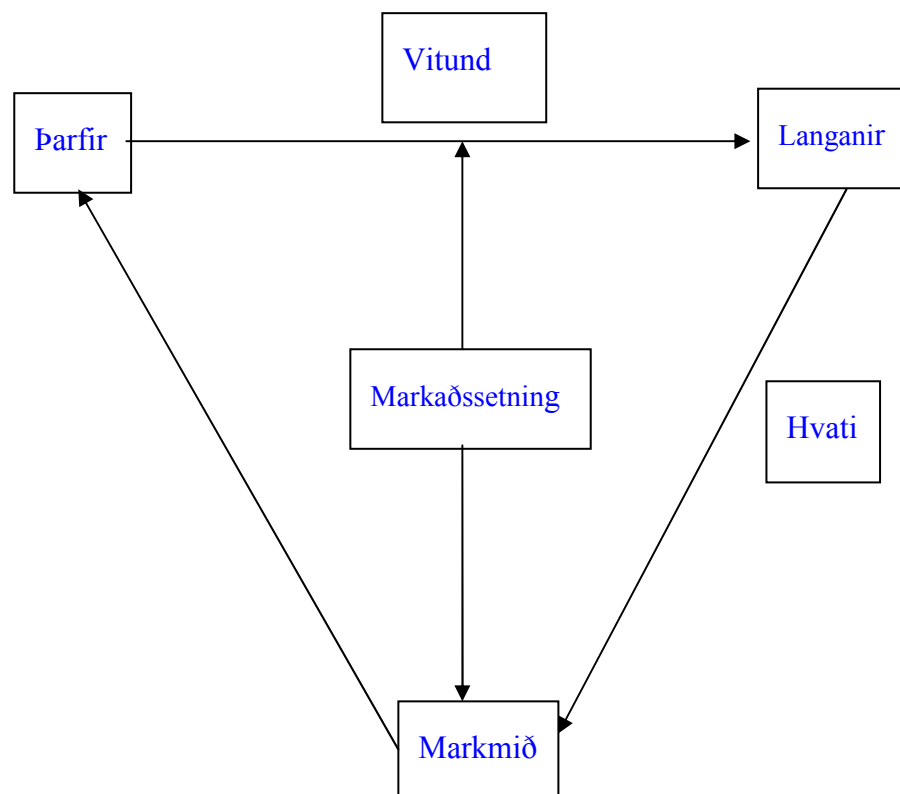 Vitund
Þarfir
Langanir
Markaðssetning
Hvati
Markmið